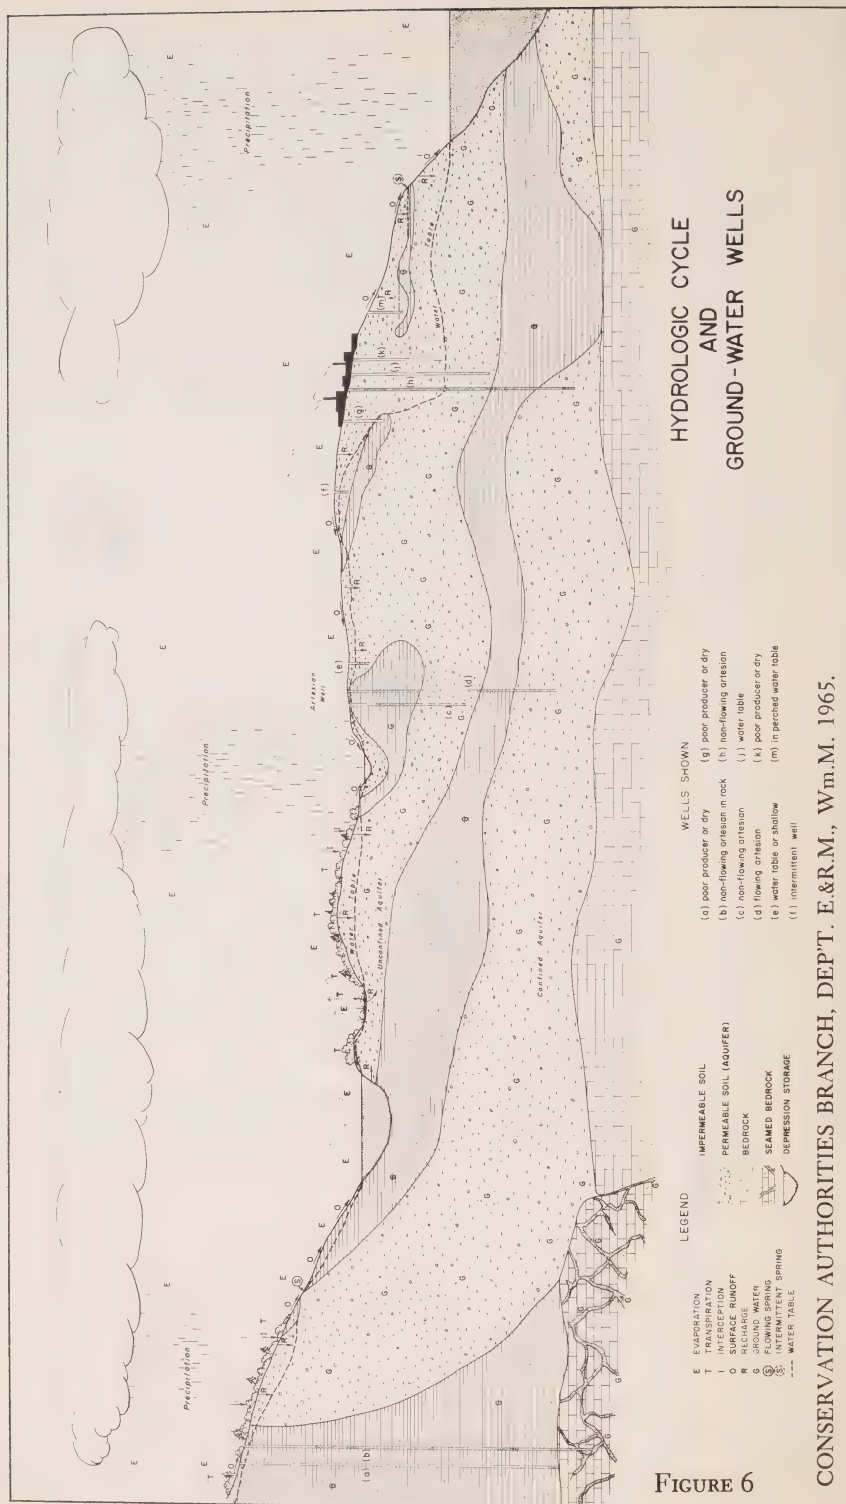 Precipitation
Precipitation
Precipitation
Artesian
Well
water table
Unconfined Aquifer
Confined Aquifer
water table
(a) (b)
(c)
(d)
(e)
(f)
(g)
(h)
(j)
(k)
(m)
HYDROLOGIC CYCLE
AND
GROUND-WATER WELLS
LEGEND
E EVAPORATION
T TRANSPIRATION
I INTERCEPTION
O SURFACE RUNOFF
R RECHARGE
G GROUND WATER
(S) FLOWING SPRING
(S) INTERMITTENT SPRING
--- WATER TABLE
IMPERMEABLE SOIL
PERMEABLE SOIL (AQUIFER)
BEDROCK
SEAMED BEDROCK
DEPRESSION STORAGE
WELLS SHOWN
(a) poor producer or dry
(b) non-flowing artesian in rock
(c) non-flowing artesian
(d) flowing artesian
(e) water table or shallow
(f) intermittent well
(g) poor producer or dry
(h) non-flowing artesian
(j) water table
(k) poor producer or dry
(m) in perched water table
FIGURE 6
CONSERVATION AUTHORITIES BRANCH, DEP'T. E.&R.M., Wm.M. 1965.